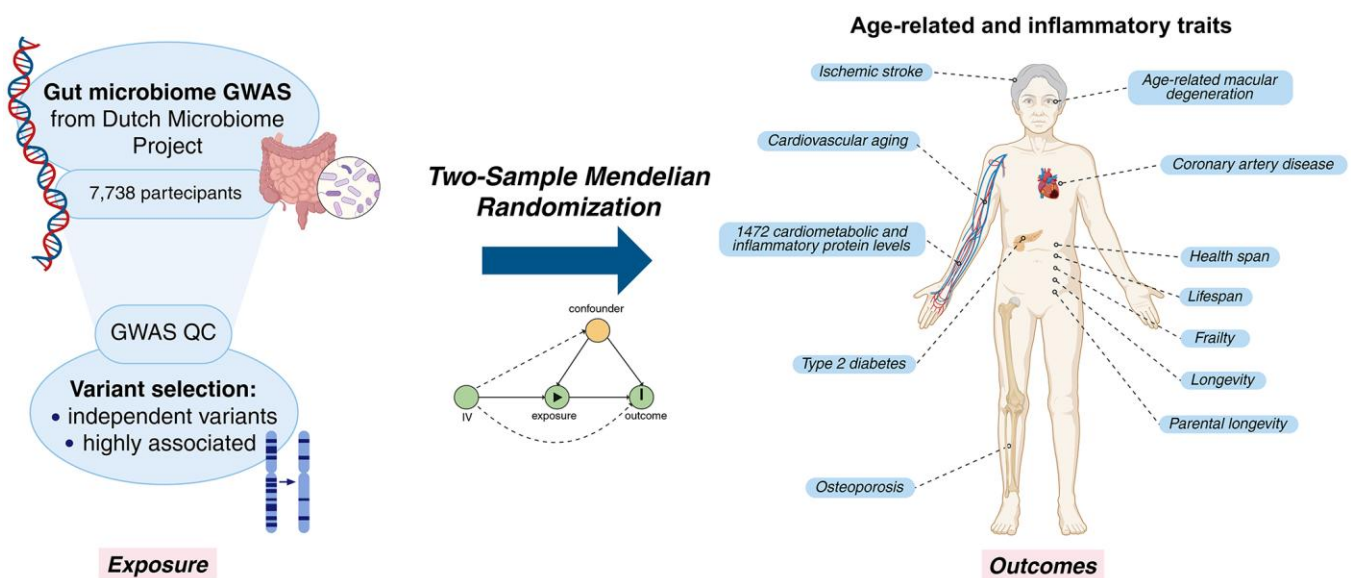 Gut microbiome GWAS
from Dutch Microbiome
Project
7,738 partecipants
GWAS QC
Variant selection:
• independent variants
• highly associated
Exposure
Two-Sample Mendelian
Randomization
confounder
IV
exposure
outcome
Age-related and inflammatory traits
Ischemic stroke
Age-related macular
degeneration
Cardiovascular aging
Coronary artery disease
1472 cardiometabolic and
inflammatory protein levels
Health span
Lifespan
Frailty
Type 2 diabetes
Longevity
Parental longevity
Osteoporosis
Outcomes